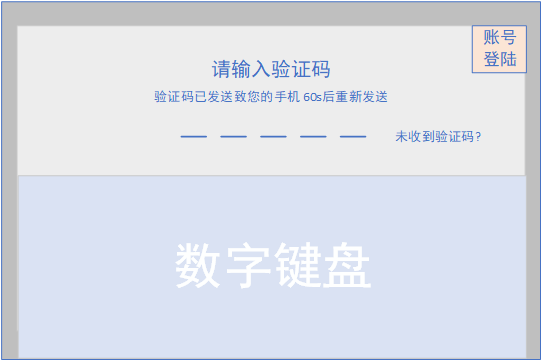 账号
登陆
请输入验证码
验证码已发送致您的手机 60s后重新发送
未收到验证码?
数字键盘